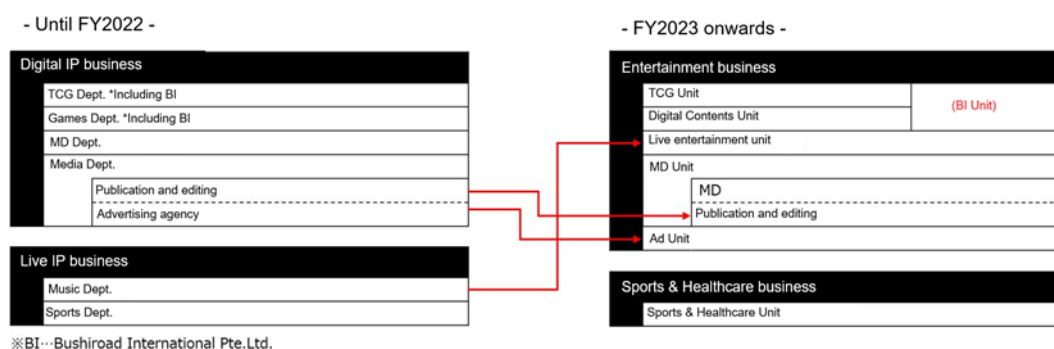 - Until FY2022 -
Digital IP business
TCG Dept. *Including BI
Games Dept. *Including BI
MD Dept.
Media Dept.
Publication and editing
Advertising agency
Live IP business
Music Dept.
Sports Dept.
※BI…Bushiroad International Pte.Ltd.
- FY2023 onwards -
Entertainment business
TCG Unit
(BI Unit)
Digital Contents Unit
Live entertainment unit
MD Unit
MD
Publication and editing
Ad Unit
Sports & Healthcare business
Sports & Healthcare Unit